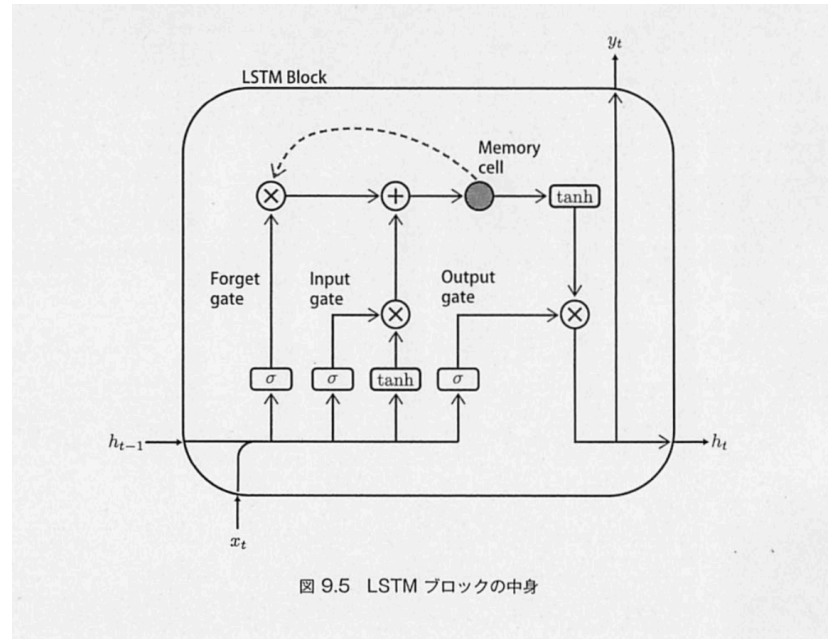 y_t
LSTM Block
Memory
cell
×
+
tanh
Forget
gate
Input
gate
Output
gate
×
×
σ
σ
tanh
σ
h_{t−1}
h_t
x_t
図 9.5 LSTM ブロックの中身